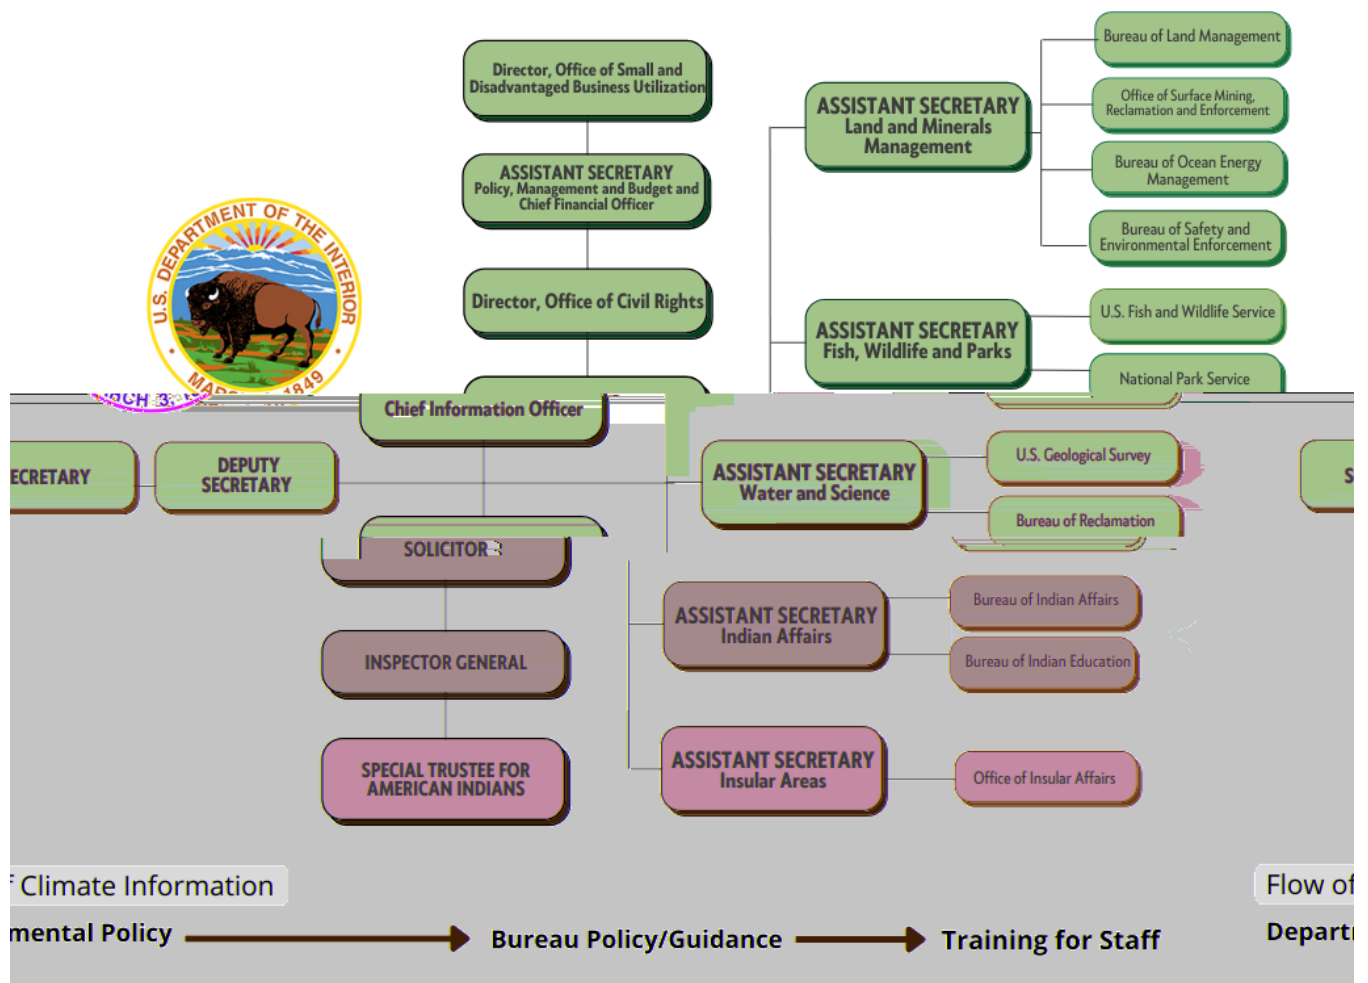 Director, Office of Small and
Disadvantaged Business Utilization
ASSISTANT SECRETARY
Policy, Management and Budget and
Chief Financial Officer
Director, Office of Civil Rights
U.S. DEPARTMENT OF THE INTERIOR
1849
CH 3,
Chief Information Officer
ECRETARY
DEPUTY
SECRETARY
SOLICITOR
INSPECTOR GENERAL
SPECIAL TRUSTEE FOR
AMERICAN INDIANS
ASSISTANT SECRETARY
Land and Minerals
Management
Bureau of Land Management
Office of Surface Mining,
Reclamation and Enforcement
Bureau of Ocean Energy
Management
Bureau of Safety and
Environmental Enforcement
ASSISTANT SECRETARY
Fish, Wildlife and Parks
U.S. Fish and Wildlife Service
National Park Service
ASSISTANT SECRETARY
Water and Science
U.S. Geological Survey
Bureau of Reclamation
S
ASSISTANT SECRETARY
Indian Affairs
Bureau of Indian Affairs
Bureau of Indian Education
ASSISTANT SECRETARY
Insular Areas
Office of Insular Affairs
f Climate Information
Flow of
mental Policy
Bureau Policy/Guidance
Training for Staff
Depart